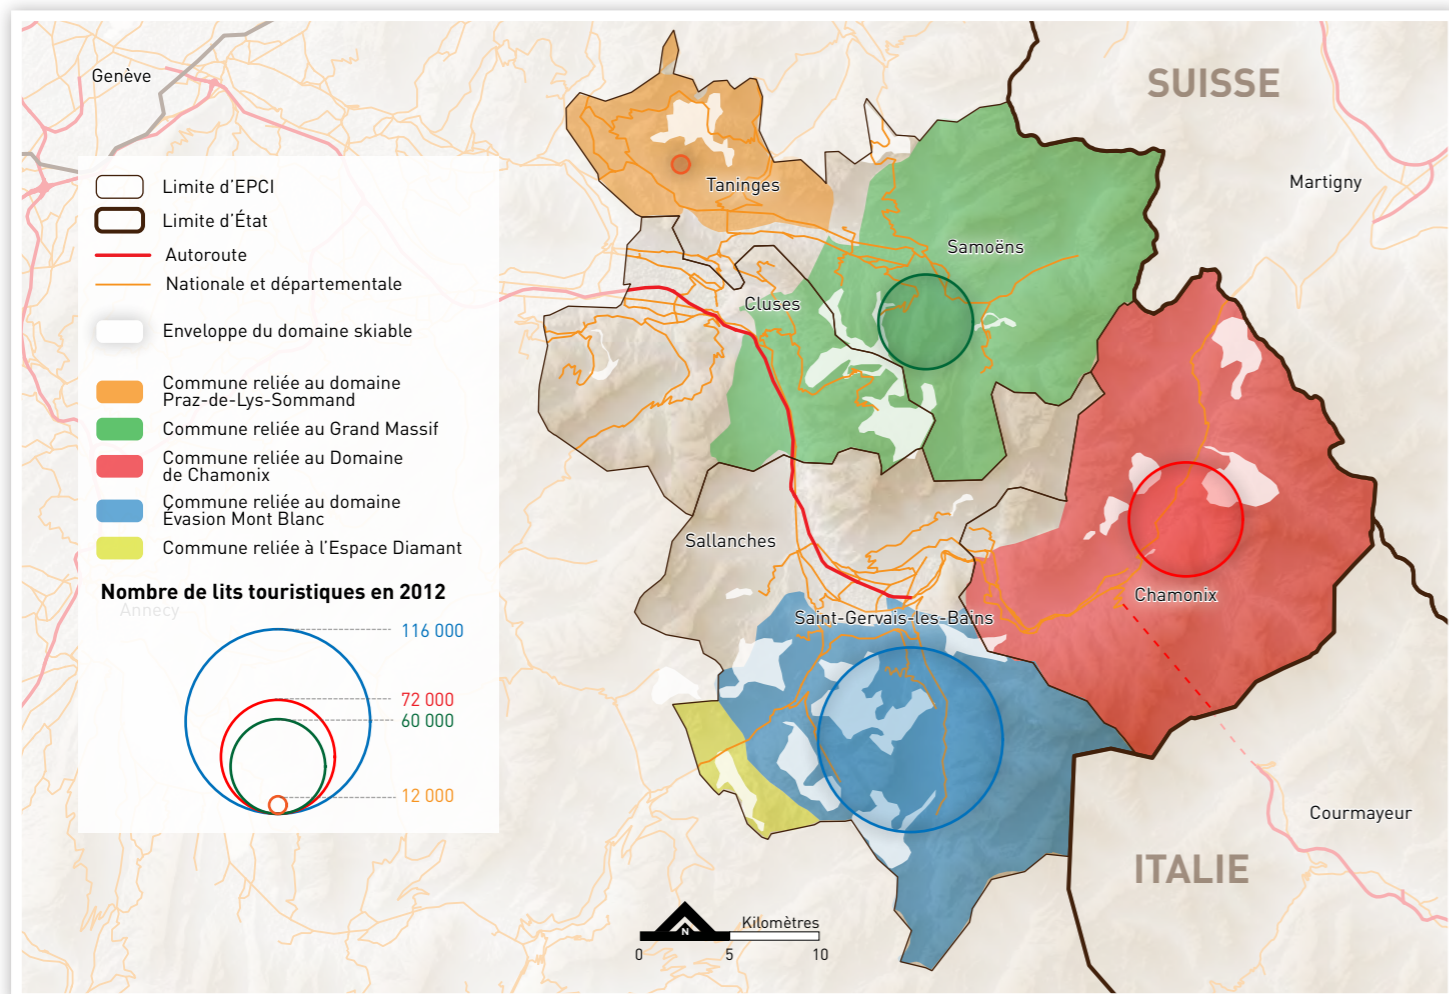 Genève
SUISSE
Martigny
Taninges
Samoëns
Cluses
Sallanches
Saint-Gervais-les-Bains
Chamonix
Courmayeur
ITALIE
Limite d'EPCI
Limite d'État
Autoroute
Nationale et départementale
Enveloppe du domaine skiable
Commune reliée au domaine
Praz-de-Lys-Sommand
Commune reliée au Grand Massif
Commune reliée au Domaine
de Chamonix
Commune reliée au domaine
Évasion Mont Blanc
Commune reliée à l'Espace Diamant
Nombre de lits touristiques en 2012
Annecy
116 000
72 000
60 000
12 000
N
Kilomètres
0 5 10